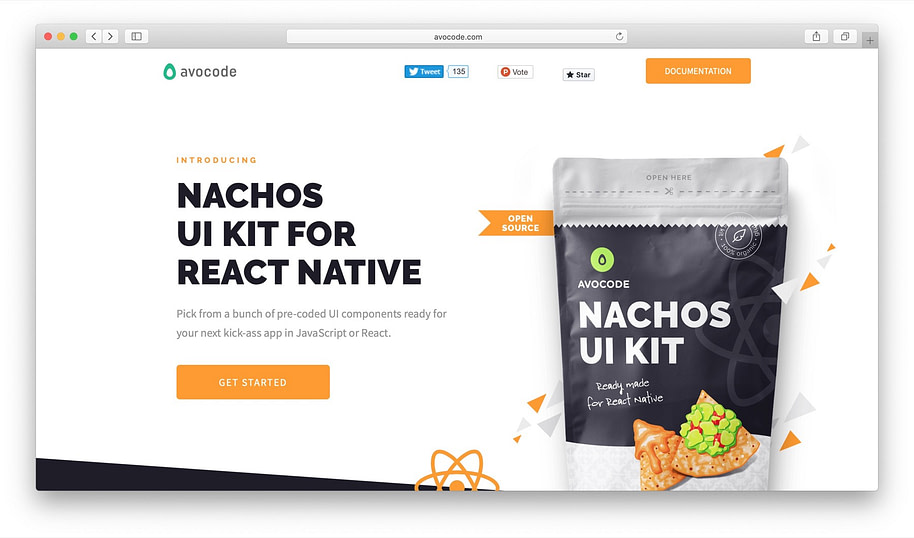 avocode.com
avocode
Tweet
135
Vote
Star
DOCUMENTATION
INTRODUCING
NACHOS
UI KIT FOR
REACT NATIVE
Pick from a bunch of pre-coded UI components ready for
your next kick-ass app in JavaScript or React.
GET STARTED
OPEN
SOURCE
OPEN HERE
100% organic
AVOCODE
NACHOS
UI KIT
Ready made
for React Native